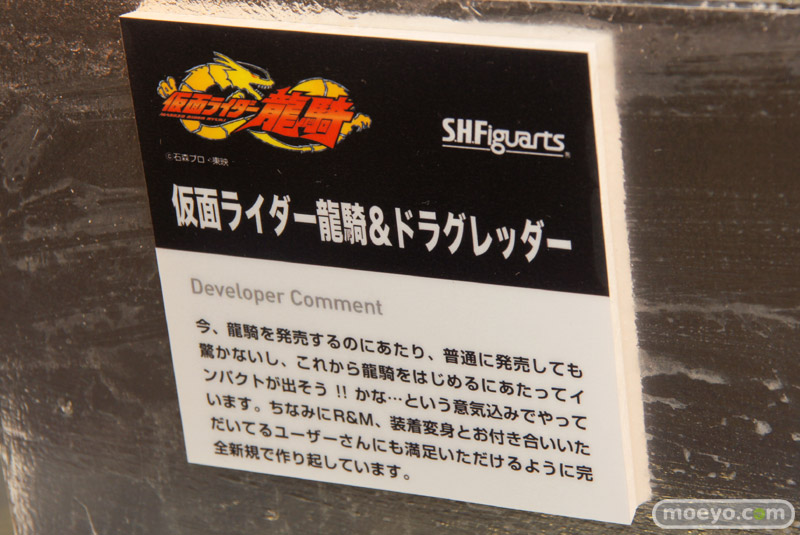 仮面ライダー龍騎
MASKED RIDER RYUKI
S.H.Figuarts
©石森プロ・東映
仮面ライダー龍騎&ドラグレッダー
Developer Comment
今、龍騎を発売するのにあたり、普通に発売しても
驚かないし、これから龍騎をはじめるにあたってイ
ンパクトが出そう!!かな…という意気込みでやって
います。ちなみにR&M、装着変身とお付き合いいた
だいてるユーザーさんにも満足いただけるように完
全新規で作り起しています。
moeyo.com